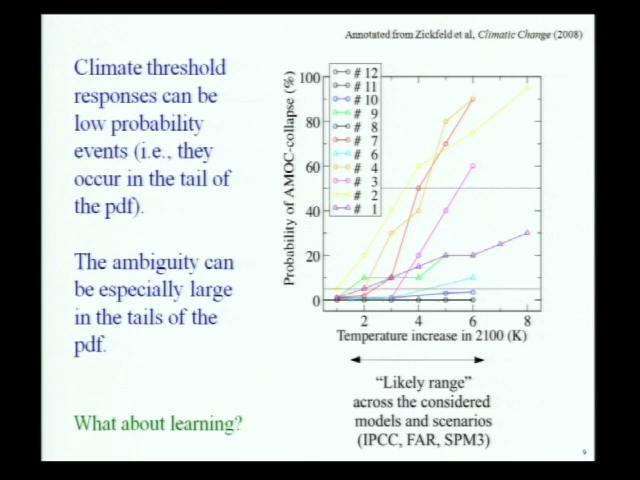 Annotated from Zickfeld et al, Climatic Change (2008)
Climate threshold
responses can be
low probability
events (i.e., they
occur in the tail of
the pdf).
The ambiguity can
be especially large
in the tails of the
pdf.
What about learning?
Probability of AMOC-collapse (%)
100
80
60
40
20
0
# 12
# 11
# 10
# 9
# 8
# 7
# 6
# 4
# 3
# 2
# 1
2 4 6 8
Temperature increase in 2100 (K)
“Likely range”
across the considered
models and scenarios
(IPCC, FAR, SPM3)
9